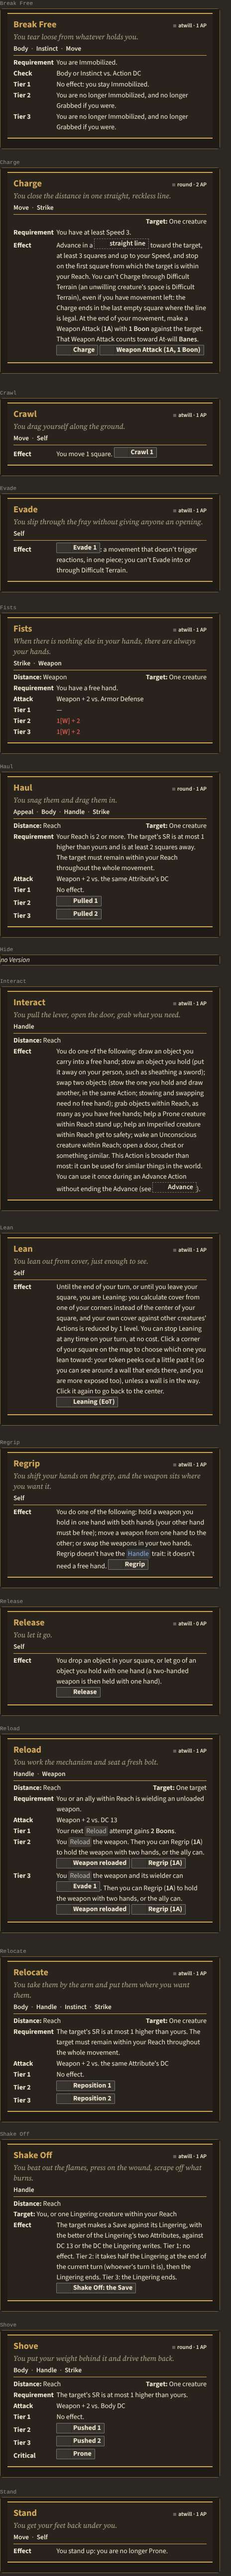 Break Free
Break Free
atwill · 1 AP
You tear loose from whatever holds you.
Body · Instinct · Move
Requirement You are Immobilized.
Check Body or Instinct vs. Action DC
Tier 1 No effect: you stay Immobilized.
Tier 2 You are no longer Immobilized, and no longer
Grabbed if you were.
Tier 3 You are no longer Immobilized, and no longer
Grabbed if you were.
Charge
Charge
round · 2 AP
You close the distance in one straight, reckless line.
Move · Strike
Target: One creature
Requirement You have at least Speed 3.
Effect Advance in a straight line toward the target,
at least 3 squares and up to your Speed, and stop
on the first square from which the target is within
your Reach. You can't Charge through Difficult
Terrain (an unwilling creature's space is Difficult
Terrain), even if you have movement left: the
Charge ends in the last empty square where the line
is legal. At the end of your movement, make a
Weapon Attack (1A) with 1 Boon against the target.
That Weapon Attack counts toward At-will Banes.
Charge Weapon Attack (1A, 1 Boon)
Crawl
Crawl
atwill · 1 AP
You drag yourself along the ground.
Move · Self
Effect You move 1 square. Crawl 1
Evade
Evade
atwill · 1 AP
You slip through the fray without giving anyone an opening.
Self
Effect Evade 1 : a movement that doesn't trigger
reactions, in one piece; you can't Evade into or
through Difficult Terrain.
Fists
Fists
atwill · 1 AP
When there is nothing else in your hands, there are always
your hands.
Strike · Weapon
Distance: Weapon Target: One creature
Requirement You have a free hand.
Attack Weapon + 2 vs. Armor Defense
Tier 1 —
Tier 2 1[W] + 2
Tier 3 1[W] + 2
Haul
Haul
round · 1 AP
You snag them and drag them in.
Appeal · Body · Handle · Strike
Distance: Reach Target: One creature
Requirement Your Reach is 2 or more. The target's SR is at most 1
higher than yours and is at least 2 squares away.
The target must remain within your Reach
throughout the whole movement.
Attack Weapon + 2 vs. the same Attribute's DC
Tier 1 No effect.
Tier 2 Pulled 1
Tier 3 Pulled 2
Hide
no Version
Interact
Interact
atwill · 1 AP
You pull the lever, open the door, grab what you need.
Handle
Distance: Reach
Effect You do one of the following: draw an object you
carry into an open hand; stow an object you hold (put
it away on your person, such as sheathing a sword);
swap two objects (stow the one you hold and draw
another, in the same Action; stowing and swapping
need no free hand); grab objects within Reach, as
many as you have free hands; help a Prone creature
within Reach stand up; help an Imperiled creature
within Reach get to safety; wake an Unconscious
creature within Reach; open a door, chest or
something similar. This Action is broader than
most: it can be used for similar things in the world.
You can use it once during an Advance Action
without ending the Advance (see Advance ).
Lean
Lean
atwill · 1 AP
You lean out from cover, just enough to see.
Self
Effect Until the end of your turn, or until you leave your
square, you are Leaning: you calculate cover from
one of your corners instead of the center of your
square, and your own cover against other creatures'
Actions is reduced by 1 level. You can stop Leaning
at any time on your turn, at no cost. Click a corner
of your square on the map to choose which one you
lean toward: your token peeks out a little past it (so
you can see around a wall that ends there, and you
are more exposed too), unless a wall is in the way.
Click it again to go back to the center.
Leaning (EoT)
Regrip
Regrip
atwill · 1 AP
You shift your hands on the grip, and the weapon sits where
you want it.
Self
Effect You do one of the following: hold a weapon you
hold in one hand with both hands (your other hand
must be free); move a weapon from one hand to the
other; or swap the weapons in your two hands.
Regrip doesn't have the Handle trait: it doesn't
need a free hand. Regrip
Release
Release
atwill · 0 AP
You let it go.
Self
Effect You drop an object in your square, or let go of an
object you hold with one hand (a two-handed
weapon is then held with one hand).
Release
Reload
Reload
atwill · 1 AP
You work the mechanism and seat a fresh bolt.
Handle · Weapon
Distance: Reach Target: One target
Requirement You or an ally within Reach is wielding an unloaded
weapon.
Attack Weapon + 2 vs. DC 13
Tier 1 Your next Reload attempt gains 2 Boons.
Tier 2 You Reload the weapon. Then you can Regrip (1A)
to hold the weapon with two hands, or the ally can.
Weapon reloaded Regrip (1A)
Tier 3 You Reload the weapon and its wielder can
Evade 1 . Then you can Regrip (1A) to hold
the weapon with two hands, or the ally can.
Weapon reloaded Regrip (1A)
Relocate
Relocate
atwill · 1 AP
You take them by the arm and put them where you want
them.
Body · Handle · Instinct · Strike
Distance: Reach Target: One creature
Requirement The target's SR is at most 1 higher than yours. The
target must remain within your Reach throughout
the whole movement.
Attack Weapon + 2 vs. the same Attribute's DC
Tier 1 No effect.
Tier 2 Reposition 1
Tier 3 Reposition 2
Shake Off
Shake Off
atwill · 1 AP
You beat out the flames, press on the wound, scrape off what
burns.
Handle
Distance: Reach
Target: You, or one Lingering creature within your Reach
Effect The target makes a Save against its Lingering, with
the better of the Lingering's two Attributes, against
DC 13 or the DC the Lingering writes. Tier 1: no
effect. Tier 2: it takes half the Lingering at the end of
the current turn (whoever's turn it is), then the
Lingering ends. Tier 3: the Lingering ends.
Shake Off: the Save
Shove
Shove
round · 1 AP
You put your weight behind it and drive them back.
Body · Handle · Strike
Distance: Reach Target: One creature
Requirement The target's SR is at most 1 higher than yours.
Attack Weapon + 2 vs. Body DC
Tier 1 No effect.
Tier 2 Pushed 1
Tier 3 Pushed 2
Critical Prone
Stand
Stand
atwill · 1 AP
You get your feet back under you.
Move · Self
Effect You stand up: you are no longer Prone.